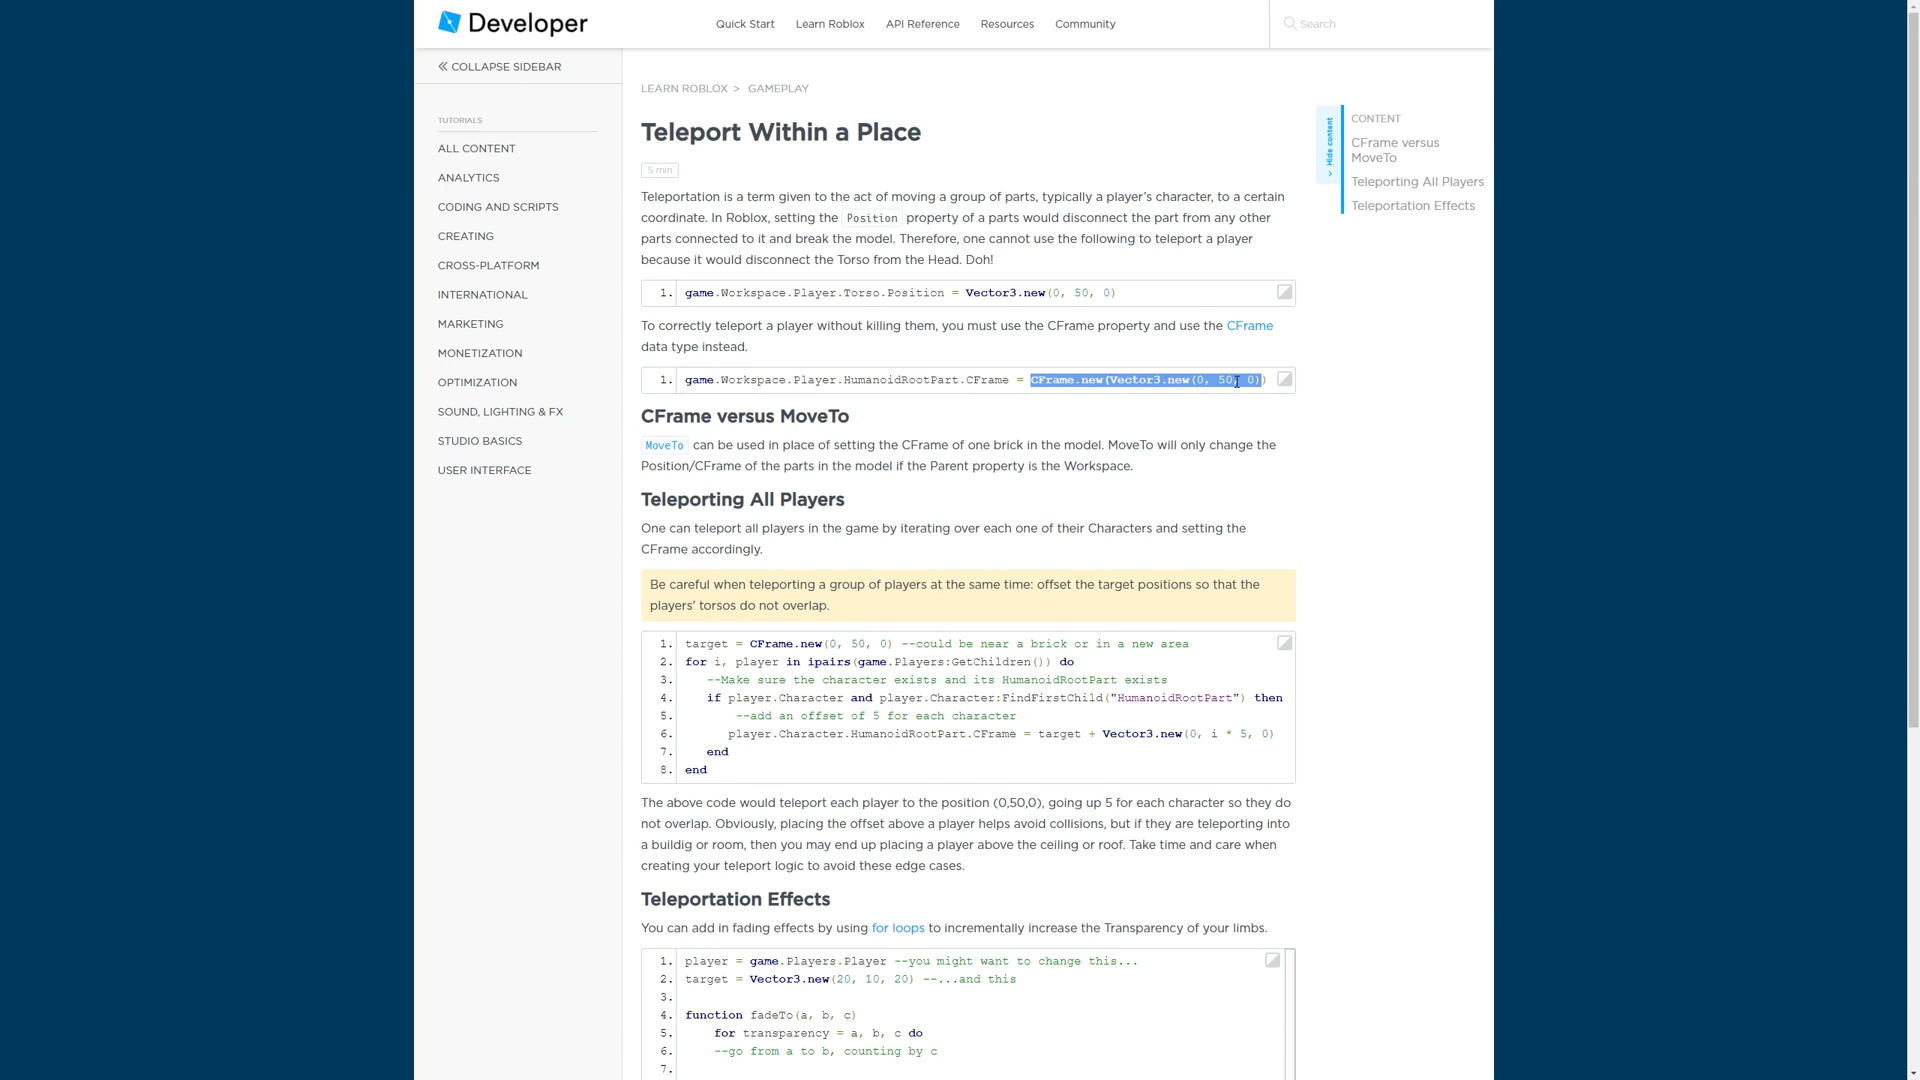 Developer
Quick Start
Learn Roblox
API Reference
Resources
Community
Search
COLLAPSE SIDEBAR
TUTORIALS
ALL CONTENT
ANALYTICS
CODING AND SCRIPTS
CREATING
CROSS-PLATFORM
INTERNATIONAL
MARKETING
MONETIZATION
OPTIMIZATION
SOUND, LIGHTING & FX
STUDIO BASICS
USER INTERFACE
LEARN ROBLOX > GAMEPLAY
Teleport Within a Place
5 min
Teleportation is a term given to the act of moving a group of parts, typically a player's character, to a certain
coordinate. In Roblox, setting the Position property of a parts would disconnect the part from any other
parts connected to it and break the model. Therefore, one cannot use the following to teleport a player
because it would disconnect the Torso from the Head. Doh!
1. game.Workspace.Player.Torso.Position = Vector3.new(0, 50, 0)
To correctly teleport a player without killing them, you must use the CFrame property and use the CFrame
data type instead.
1. game.Workspace.Player.HumanoidRootPart.CFrame = CFrame.new(Vector3.new(0, 50, 0))
CFrame versus MoveTo
MoveTo can be used in place of setting the CFrame of one brick in the model. MoveTo will only change the
Position/CFrame of the parts in the model if the Parent property is the Workspace.
Teleporting All Players
One can teleport all players in the game by iterating over each one of their Characters and setting the
CFrame accordingly.
Be careful when teleporting a group of players at the same time: offset the target positions so that the
players' torsos do not overlap.
1. target = CFrame.new(0, 50, 0) --could be near a brick or in a new area
2. for i, player in ipairs(game.Players:GetChildren()) do
3. --Make sure the character exists and its HumanoidRootPart exists
4. if player.Character and player.Character:FindFirstChild("HumanoidRootPart") then
5. --add an offset of 5 for each character
6. player.Character.HumanoidRootPart.CFrame = target + Vector3.new(0, i * 5, 0)
7. end
8. end
The above code would teleport each player to the position (0,50,0), going up 5 for each character so they do
not overlap. Obviously, placing the offset above a player helps avoid collisions, but if they are teleporting into
a buildig or room, then you may end up placing a player above the ceiling or roof. Take time and care when
creating your teleport logic to avoid these edge cases.
Teleportation Effects
You can add in fading effects by using for loops to incrementally increase the Transparency of your limbs.
1. player = game.Players.Player --you might want to change this...
2. target = Vector3.new(20, 10, 20) --...and this
3.
4. function fadeTo(a, b, c)
5. for transparency = a, b, c do
6. --go from a to b, counting by c
7.
Hide content
CONTENT
CFrame versus
MoveTo
Teleporting All Players
Teleportation Effects